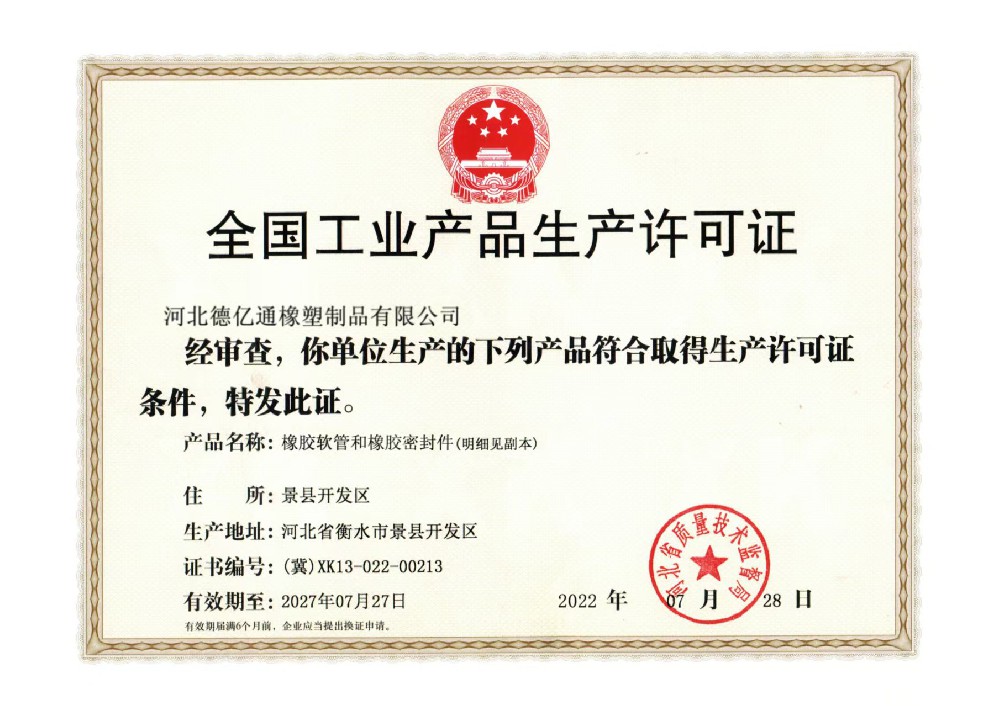 全国工业产品生产许可证
河北德亿通橡塑制品有限公司
经审查，你单位生产的下列产品符合取得生产许可证
条件，特发此证。
产品名称：橡胶软管和橡胶密封件(明细见副本)
住 所：景县开发区
生产地址：河北省衡水市景县开发区
证书编号：(冀)XK13-022-00213
有效期至：2027年07月27日
2022 年 07 月 28 日
有效期届满6个月前，企业应当提出换证申请。
河北省质量技术监督局